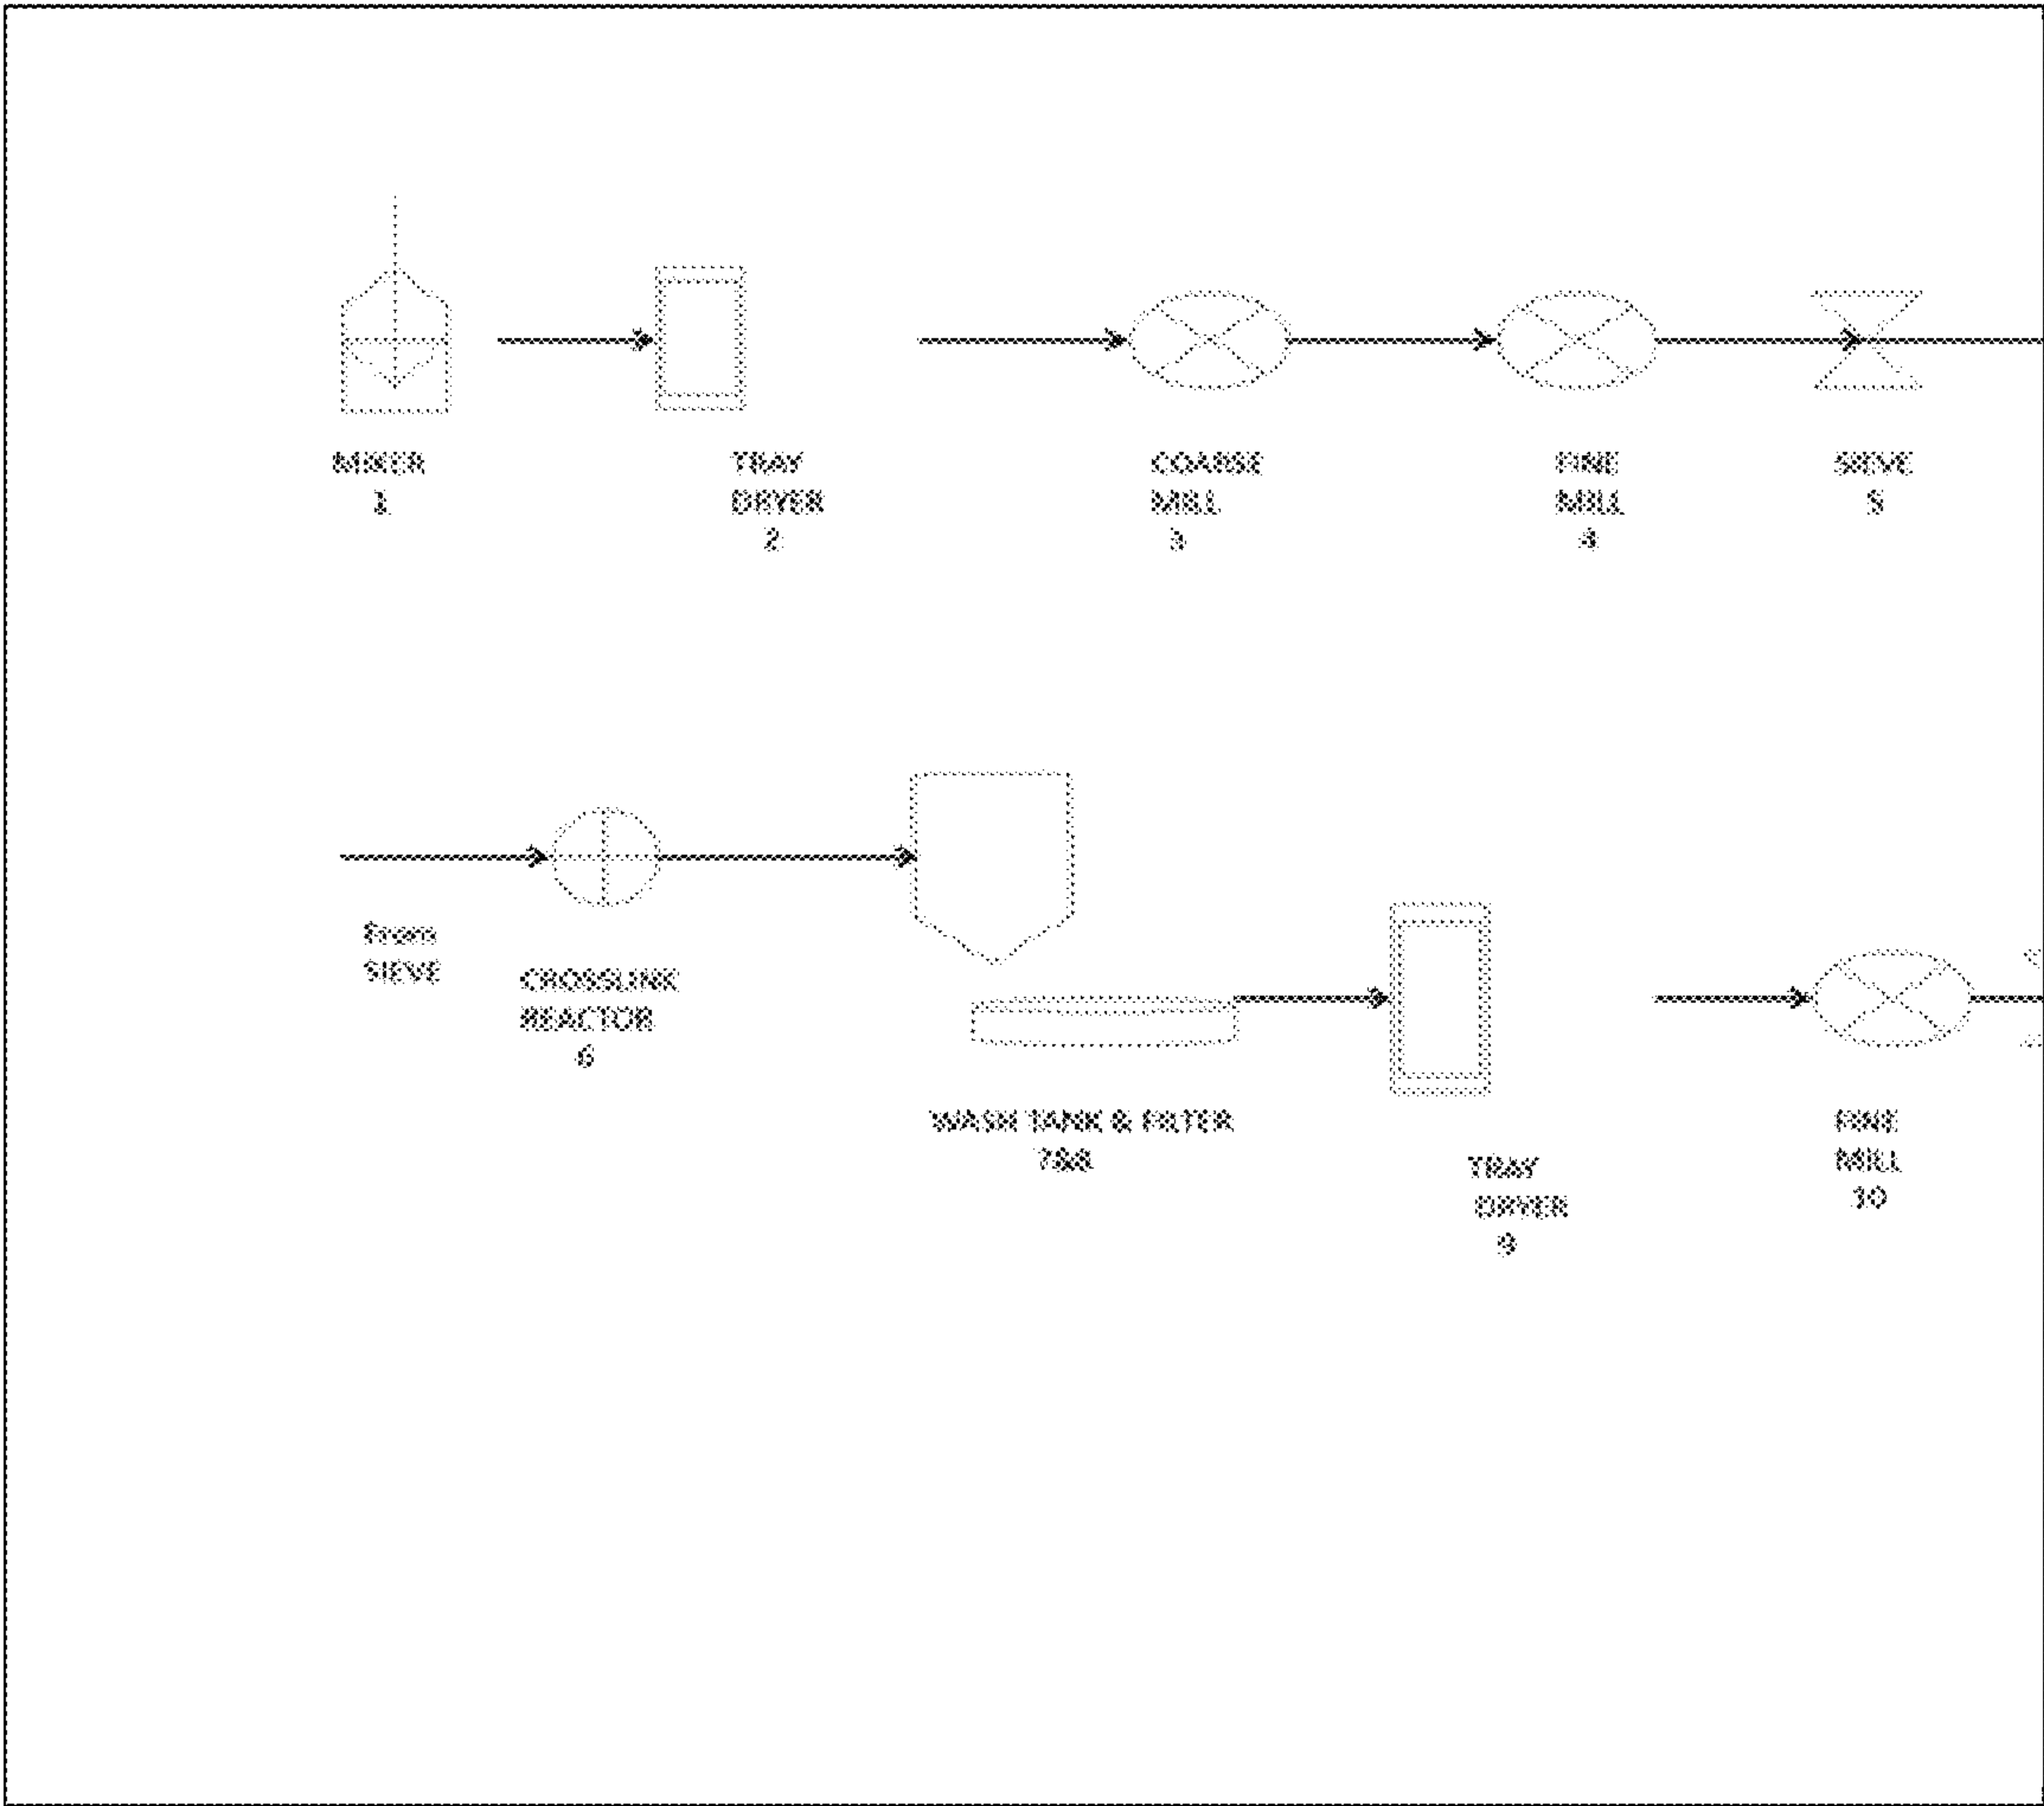 MIXER
1
TRAY
DRYER
2
COARSE
MILL
3
FINE
MILL
4
SIEVE
5
From
SIEVE
CROSSLINK
REACTOR
6
WASH TANK & FILTER
7&8
TRAY
DRYER
9
FINE
MILL
10